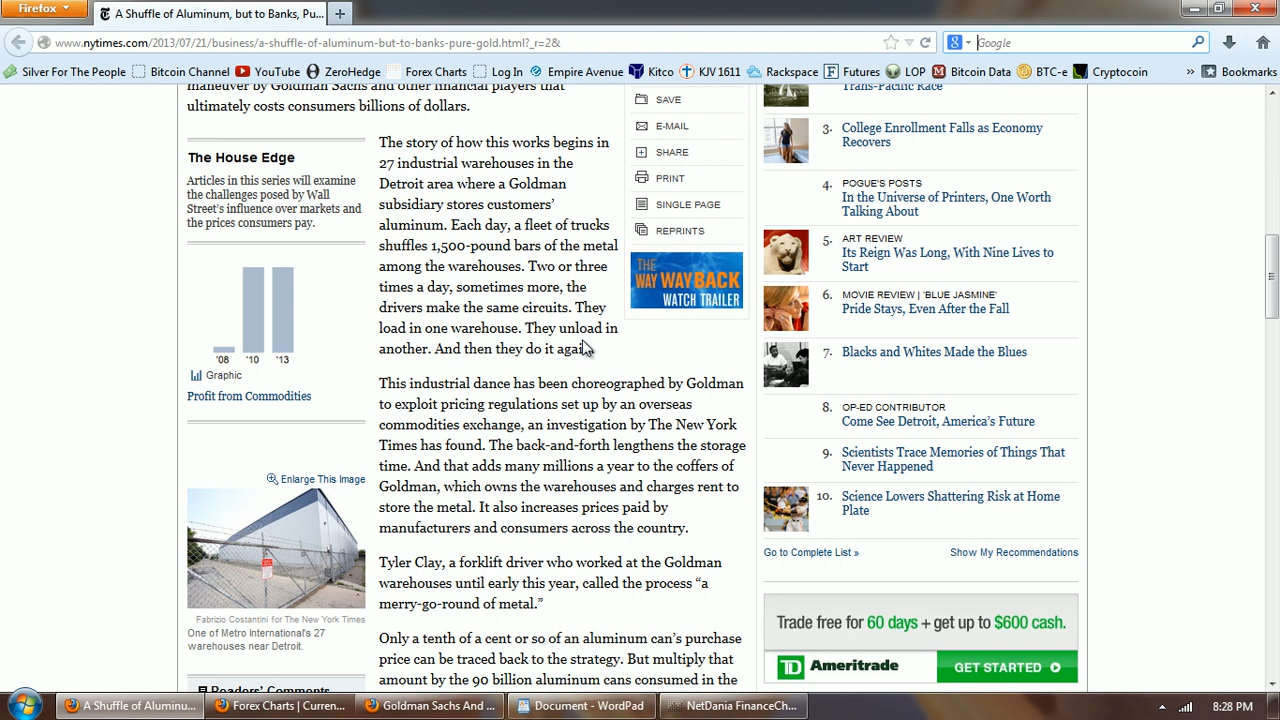 Firefox
A Shuffle of Aluminum, but to Banks, Pu...
www.nytimes.com/2013/07/21/business/a-shuffle-of-aluminum-but-to-banks-pure-gold.html?_r=2&
Google
Silver For The People
Bitcoin Channel
YouTube
ZeroHedge
Forex Charts
Log In
Empire Avenue
Kitco
KJV 1611
Rackspace
Futures
LOP
Bitcoin Data
BTC-e
Cryptocoin
»
Bookmarks
maneuver by Goldman Sachs and other financial players that
ultimately costs consumers billions of dollars.
The House Edge
Articles in this series will examine
the challenges posed by Wall
Street's influence over markets and
the prices consumers pay.
'08 '10 '13
Graphic
Profit from Commodities
Enlarge This Image
Fabrizio Costantini for The New York Times
One of Metro International's 27
warehouses near Detroit.
Readers' Comments
The story of how this works begins in
27 industrial warehouses in the
Detroit area where a Goldman
subsidiary stores customers'
aluminum. Each day, a fleet of trucks
shuffles 1,500-pound bars of the metal
among the warehouses. Two or three
times a day, sometimes more, the
drivers make the same circuits. They
load in one warehouse. They unload in
another. And then they do it again.
This industrial dance has been choreographed by Goldman
to exploit pricing regulations set up by an overseas
commodities exchange, an investigation by The New York
Times has found. The back-and-forth lengthens the storage
time. And that adds many millions a year to the coffers of
Goldman, which owns the warehouses and charges rent to
store the metal. It also increases prices paid by
manufacturers and consumers across the country.
Tyler Clay, a forklift driver who worked at the Goldman
warehouses until early this year, called the process “a
merry-go-round of metal.”
Only a tenth of a cent or so of an aluminum can's purchase
price can be traced back to the strategy. But multiply that
amount by the 90 billion aluminum cans consumed in the
SAVE
E-MAIL
SHARE
PRINT
SINGLE PAGE
REPRINTS
THE
WAY WAY BACK
WATCH TRAILER
Trans-Pacific Race
3. College Enrollment Falls as Economy
Recovers
4. POGUE'S POSTS
In the Universe of Printers, One Worth
Talking About
5. ART REVIEW
Its Reign Was Long, With Nine Lives to
Start
6. MOVIE REVIEW | 'BLUE JASMINE'
Pride Stays, Even After the Fall
7. Blacks and Whites Made the Blues
8. OP-ED CONTRIBUTOR
Come See Detroit, America's Future
9. Scientists Trace Memories of Things That
Never Happened
10. Science Lowers Shattering Risk at Home
Plate
Go to Complete List »
Show My Recommendations
Trade free for 60 days + get up to $600 cash.
TD Ameritrade
GET STARTED
A Shuffle of Aluminu...
Forex Charts | Curren...
Goldman Sachs And ...
Document - WordPad
NetDania FinanceCh...
8:28 PM